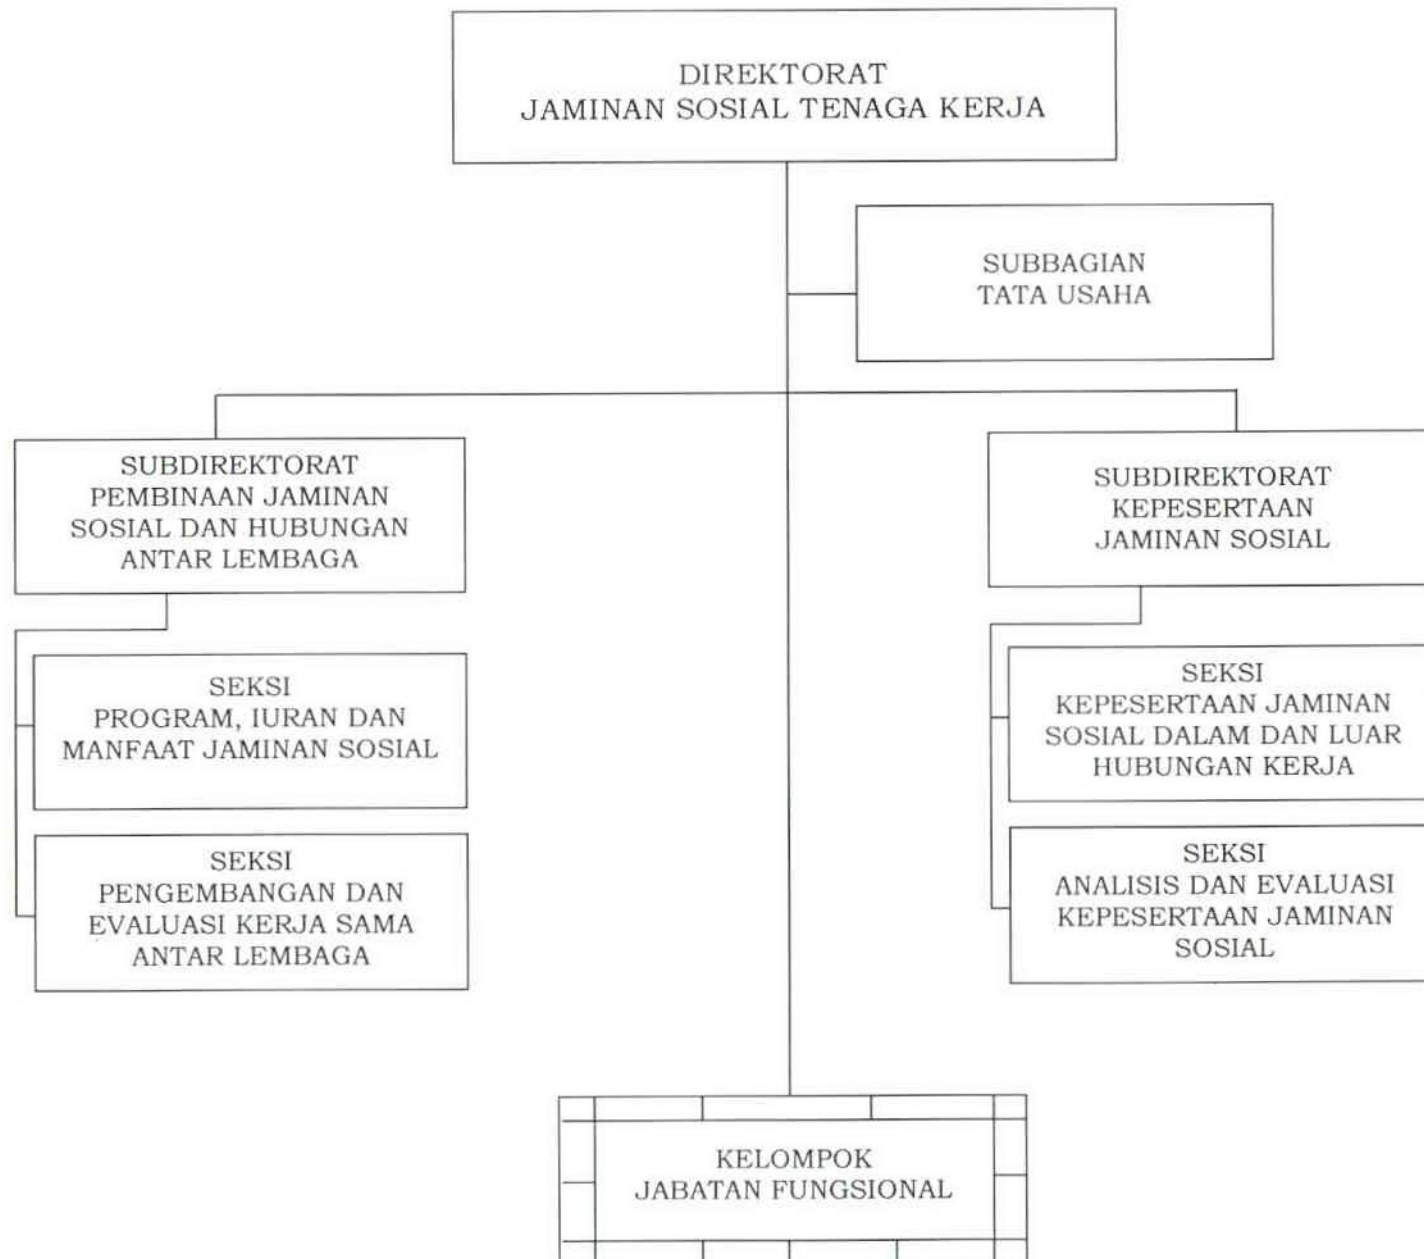 DIREKTORAT
JAMINAN SOSIAL TENAGA KERJA
SUBBAGIAN
TATA USAHA
SUBDIREKTORAT
PEMBINAAN JAMINAN
SOSIAL DAN HUBUNGAN
ANTAR LEMBAGA
SUBDIREKTORAT
KEPESERTAAN
JAMINAN SOSIAL
SEKSI
PROGRAM, IURAN DAN
MANFAAT JAMINAN SOSIAL
SEKSI
KEPESERTAAN JAMINAN
SOSIAL DALAM DAN LUAR
HUBUNGAN KERJA
SEKSI
PENGEMBANGAN DAN
EVALUASI KERJA SAMA
ANTAR LEMBAGA
SEKSI
ANALISIS DAN EVALUASI
KEPESERTAAN JAMINAN
SOSIAL
KELOMPOK
JABATAN FUNGSIONAL